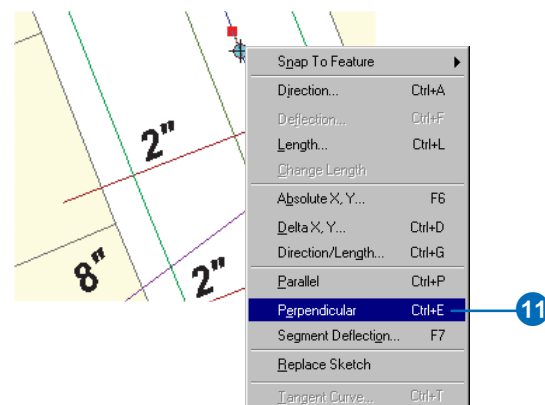 Snap To Feature
Direction... Ctrl+A
Deflection... Ctrl+F
Length... Ctrl+L
Change Length
Absolute X, Y... F6
Delta X, Y... Ctrl+D
Direction/Length... Ctrl+G
Parallel Ctrl+P
Perpendicular Ctrl+E
11
Segment Deflection... F7
Replace Sketch
Tangent Curve... Ctrl+T
2"
8"
2"